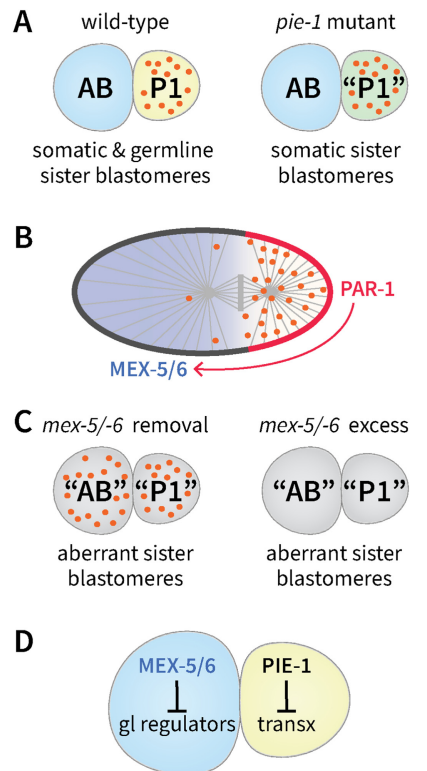 A
wild-type
pie-1 mutant
AB
P1
AB
“P1”
somatic & germline
sister blastomeres
somatic sister
blastomeres
B
PAR-1
MEX-5/6
C
mex-5/-6 removal
mex-5/-6 excess
“AB”
“P1”
“AB”
“P1”
aberrant sister
blastomeres
aberrant sister
blastomeres
D
MEX-5/6
PIE-1
gl regulators
transx